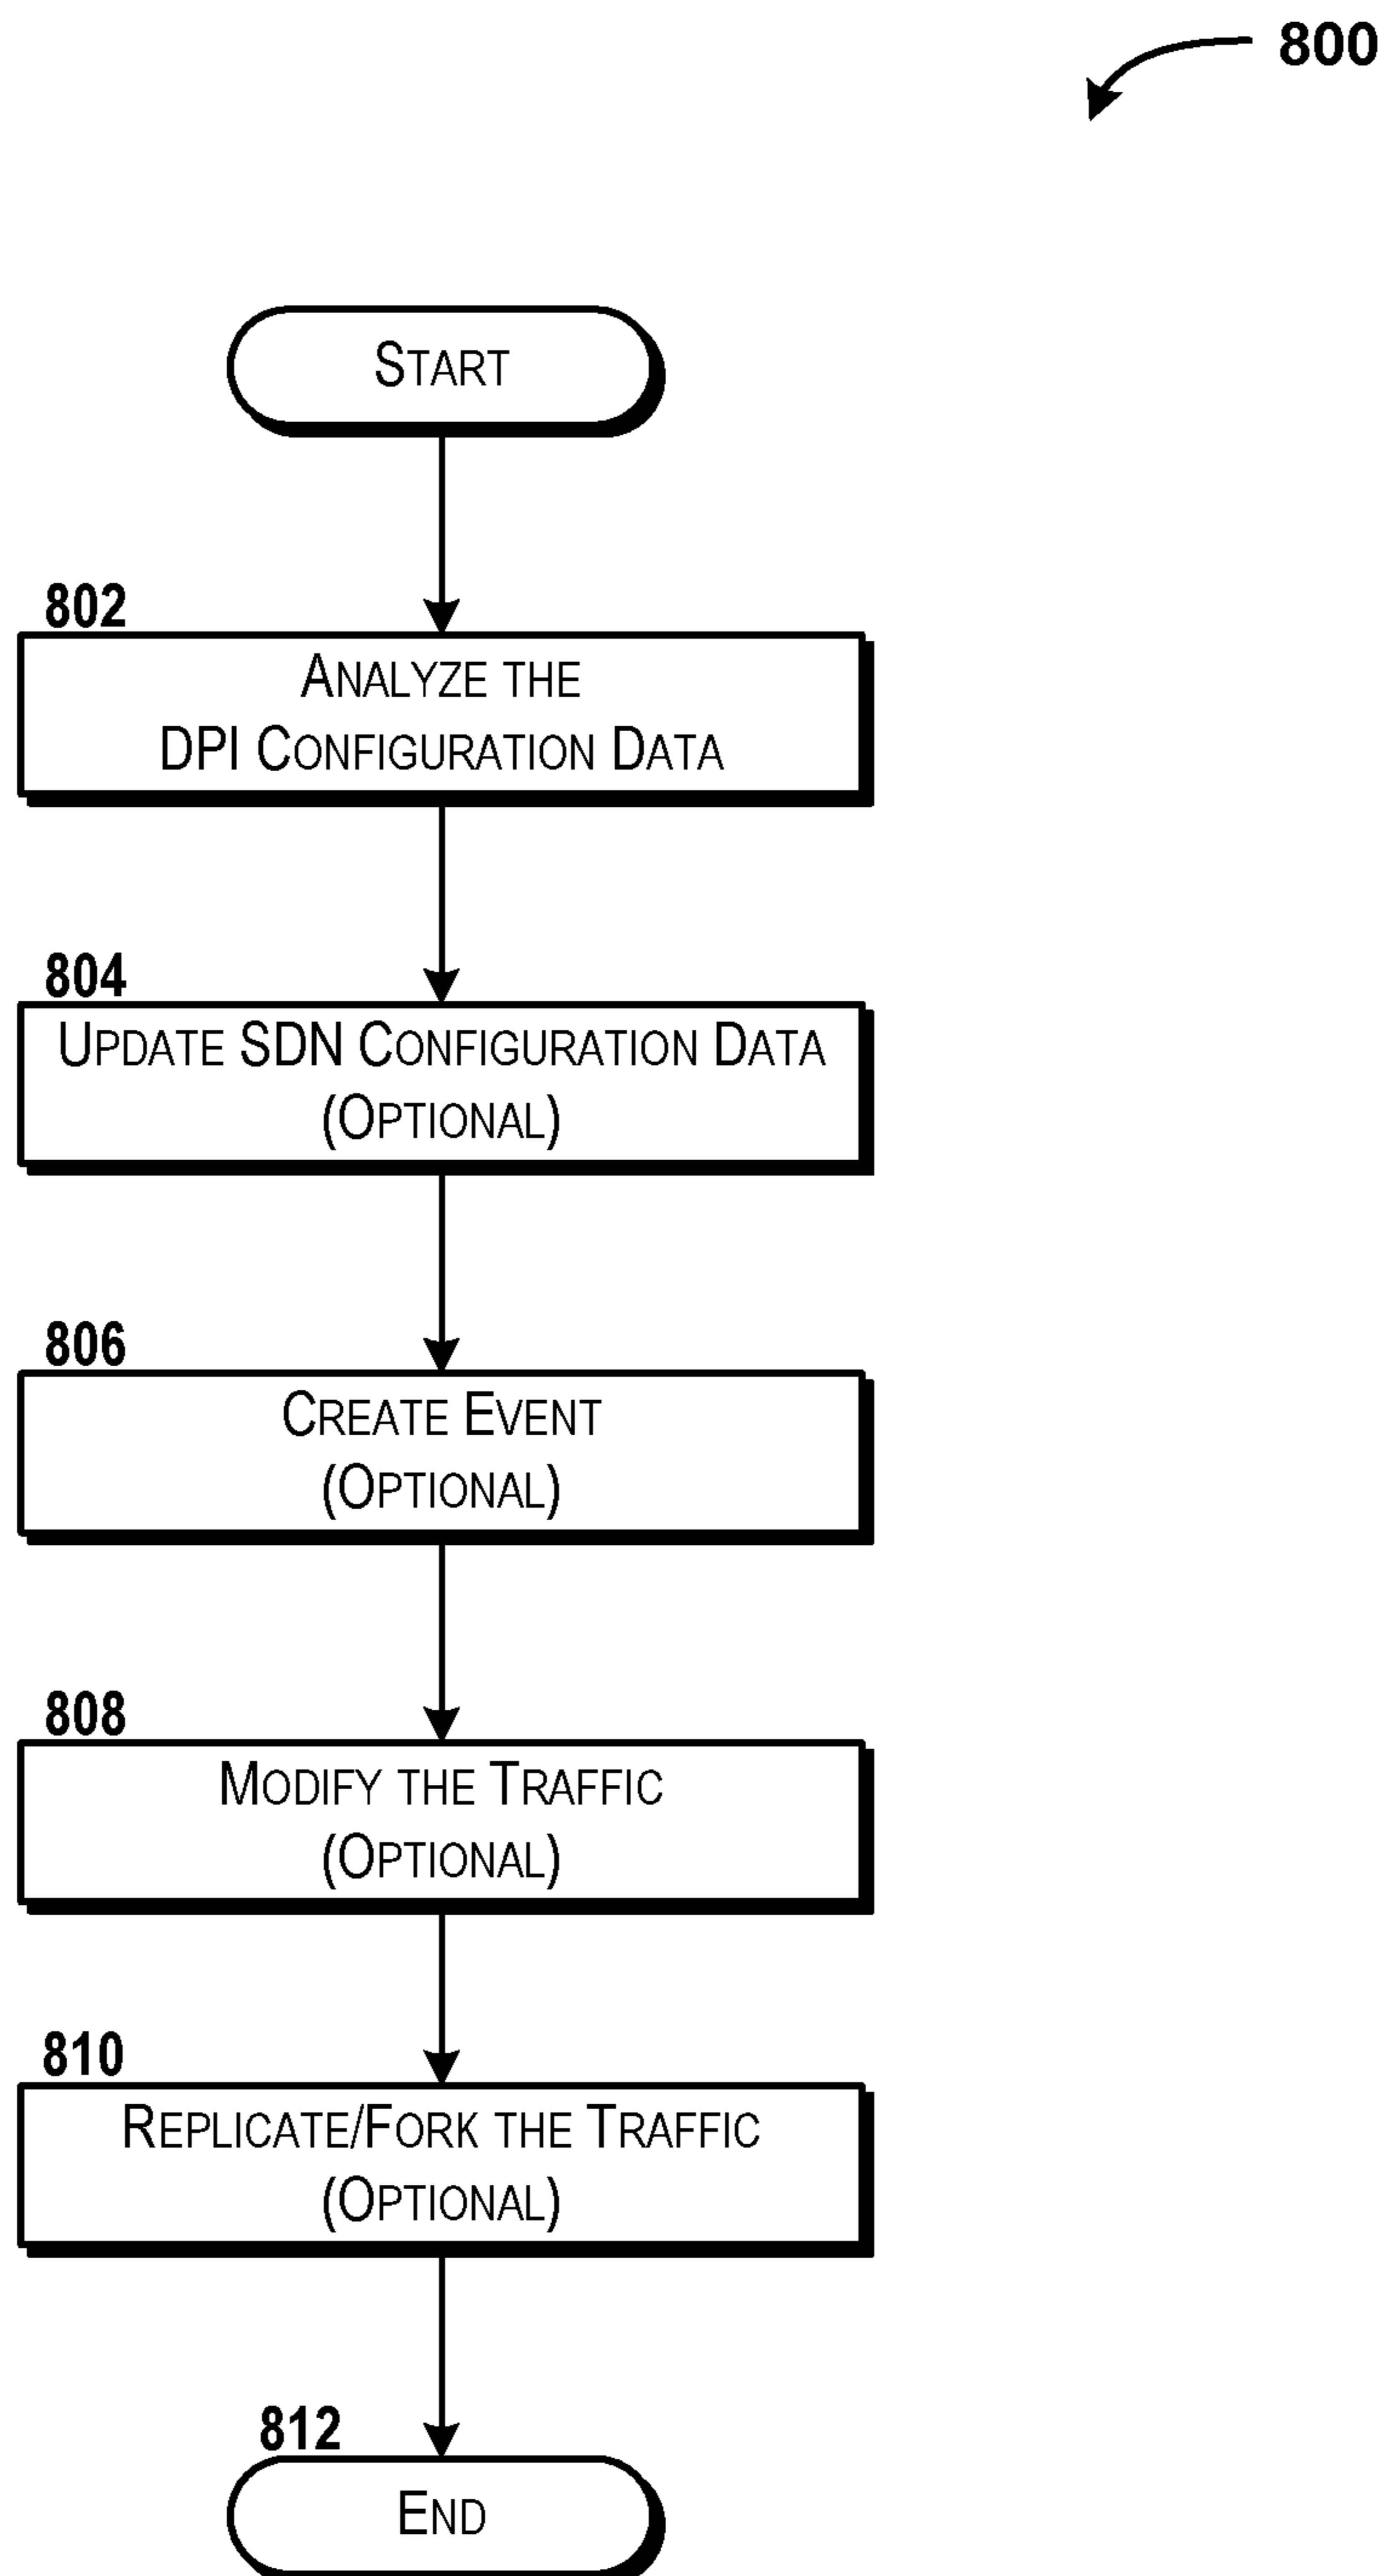 800
START
802
ANALYZE THE
DPI CONFIGURATION DATA
804
UPDATE SDN CONFIGURATION DATA
(OPTIONAL)
806
CREATE EVENT
(OPTIONAL)
808
MODIFY THE TRAFFIC
(OPTIONAL)
810
REPLICATE/FORK THE TRAFFIC
(OPTIONAL)
812
END